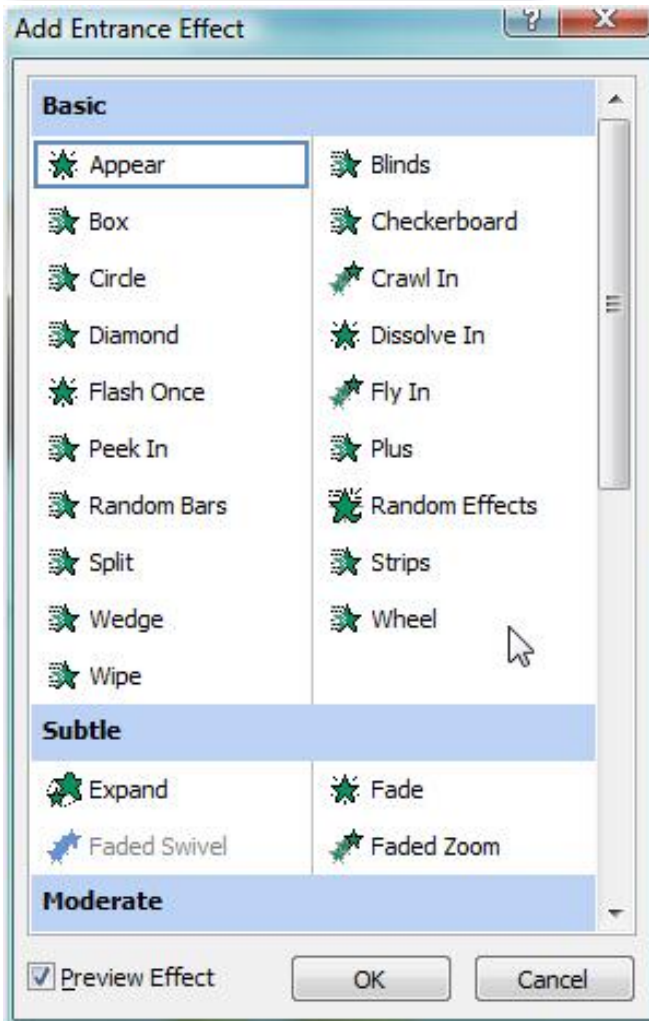 Add Entrance Effect
Basic
Appear Blinds
Box Checkerboard
Circle Crawl In
Diamond Dissolve In
Flash Once Fly In
Peek In Plus
Random Bars Random Effects
Split Strips
Wedge Wheel
Wipe
Subtle
Expand Fade
Faded Swivel Faded Zoom
Moderate
Preview Effect OK Cancel